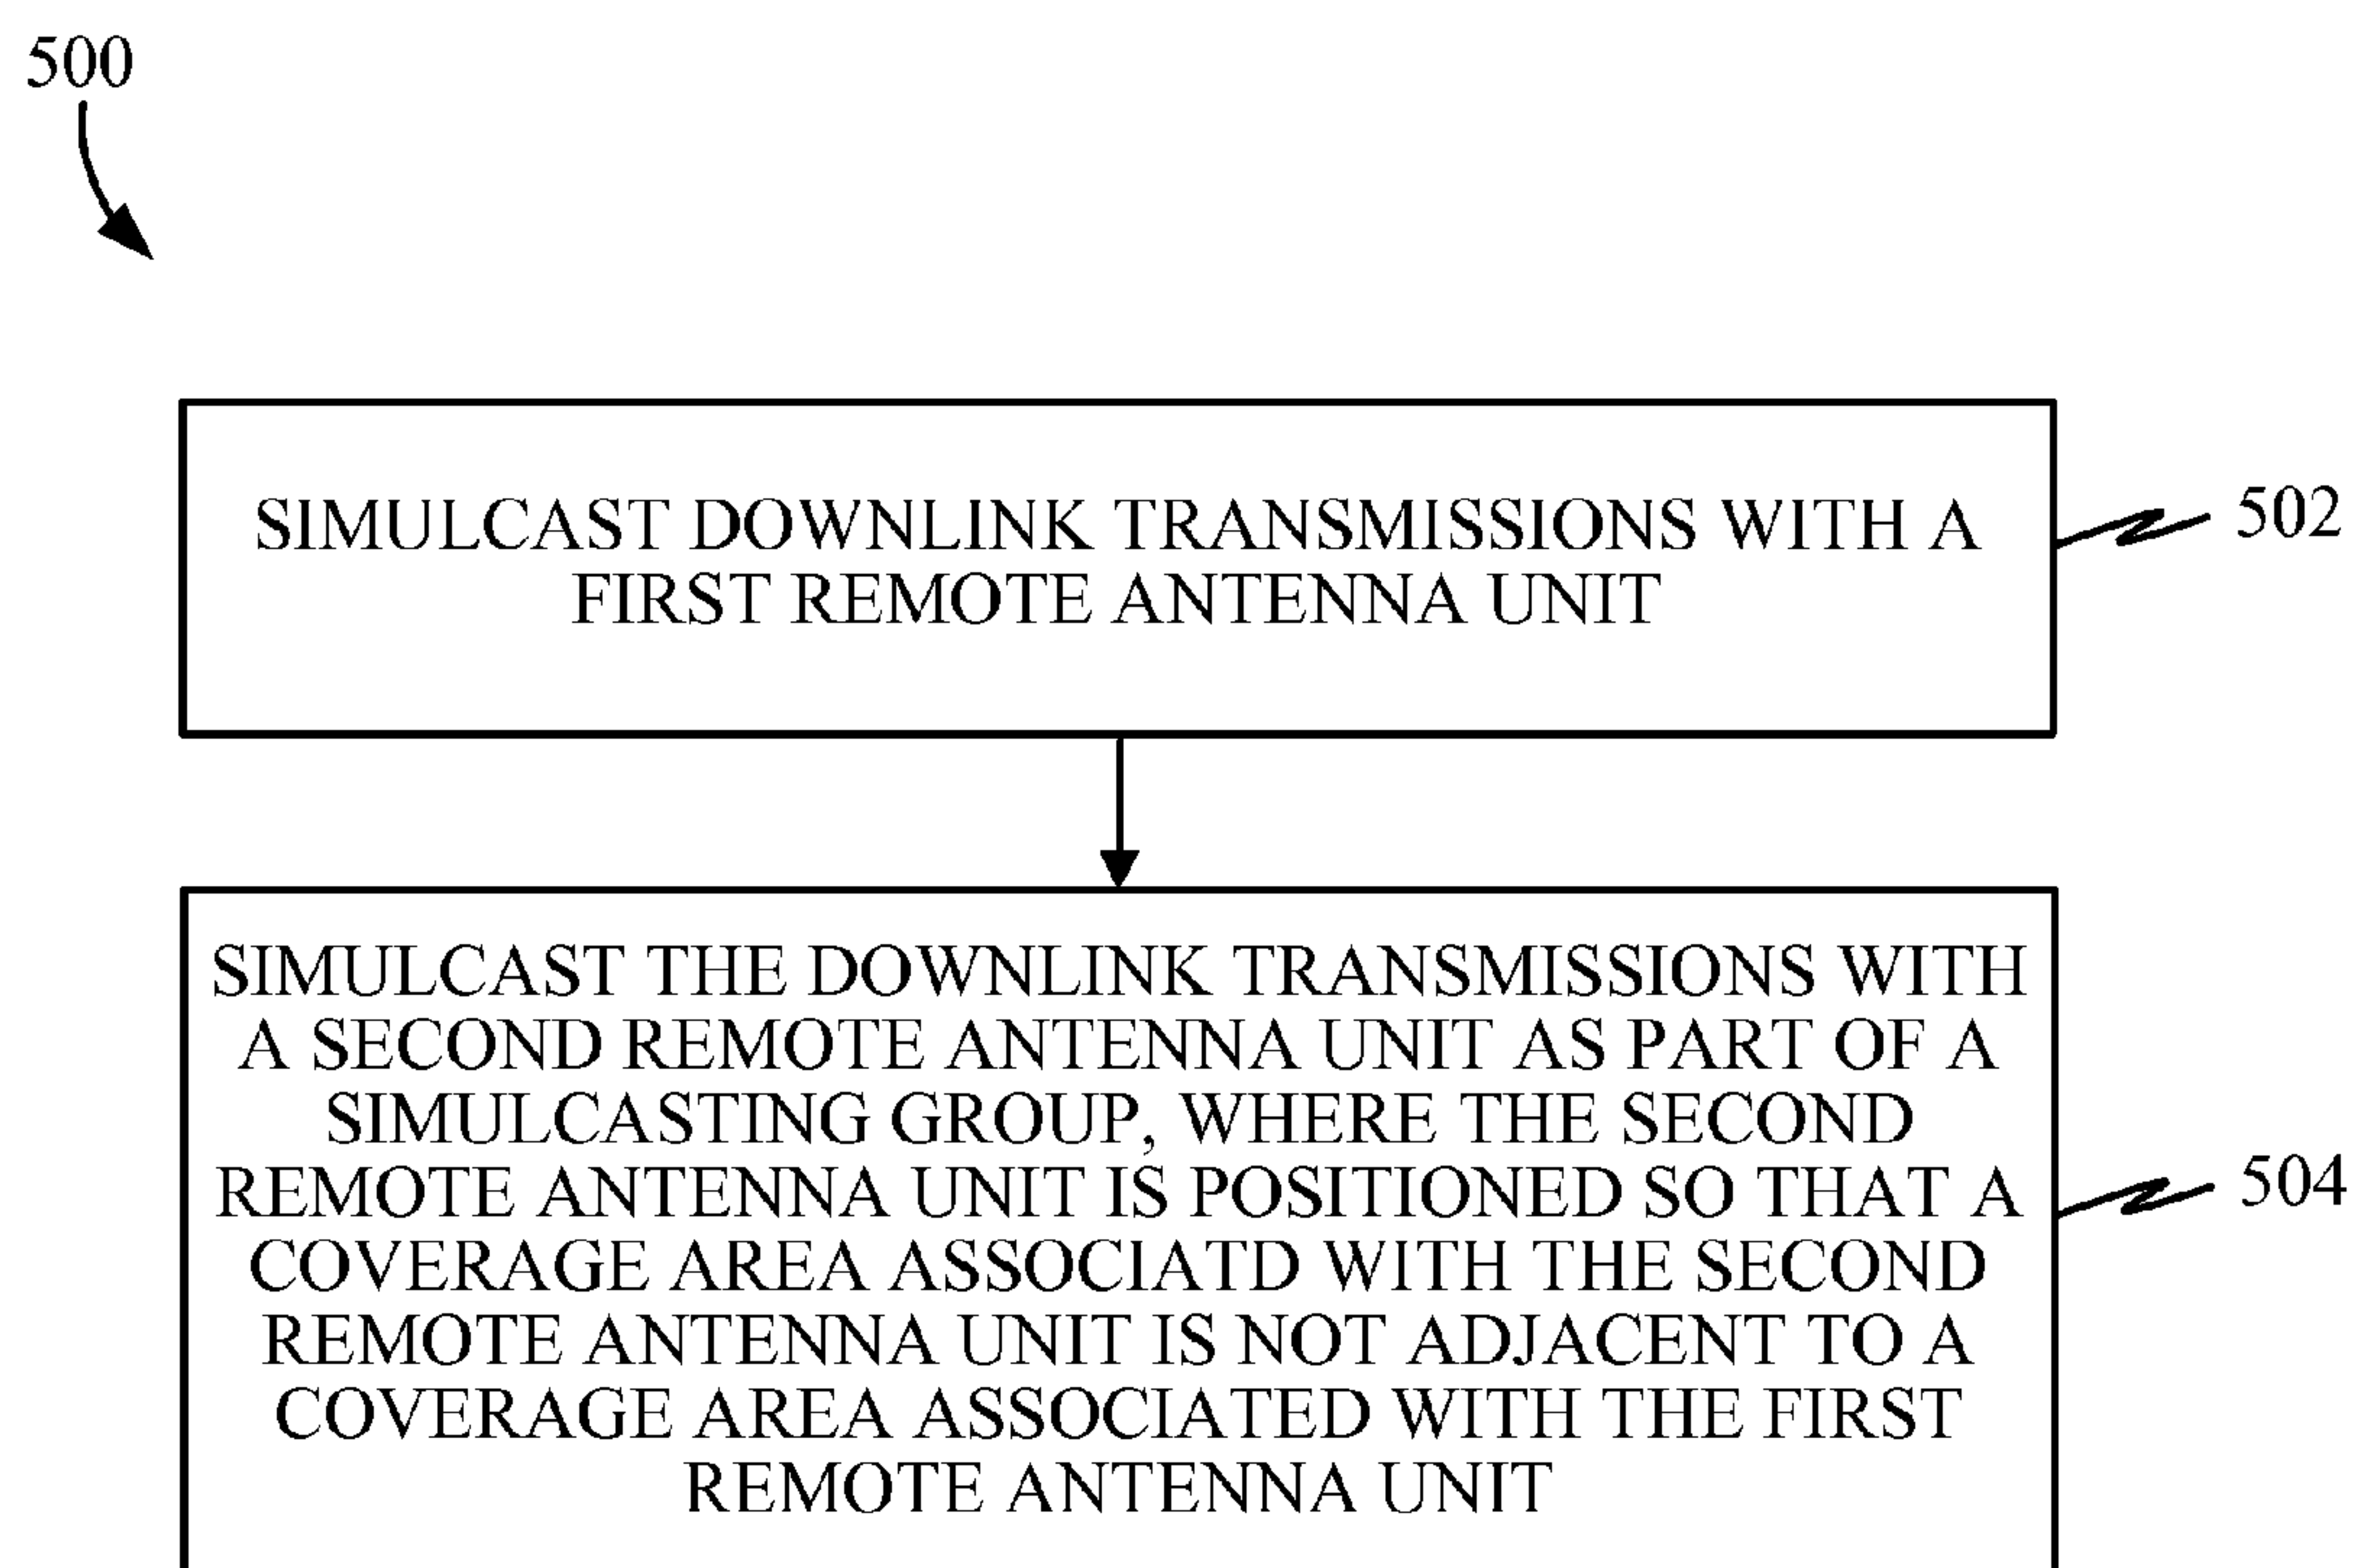 500
SIMULCAST DOWNLINK TRANSMISSIONS WITH A
FIRST REMOTE ANTENNA UNIT
502
SIMULCAST THE DOWNLINK TRANSMISSIONS WITH
A SECOND REMOTE ANTENNA UNIT AS PART OF A
SIMULCASTING GROUP, WHERE THE SECOND
REMOTE ANTENNA UNIT IS POSITIONED SO THAT A
COVERAGE AREA ASSOCIATD WITH THE SECOND
REMOTE ANTENNA UNIT IS NOT ADJACENT TO A
COVERAGE AREA ASSOCIATED WITH THE FIRST
REMOTE ANTENNA UNIT
504